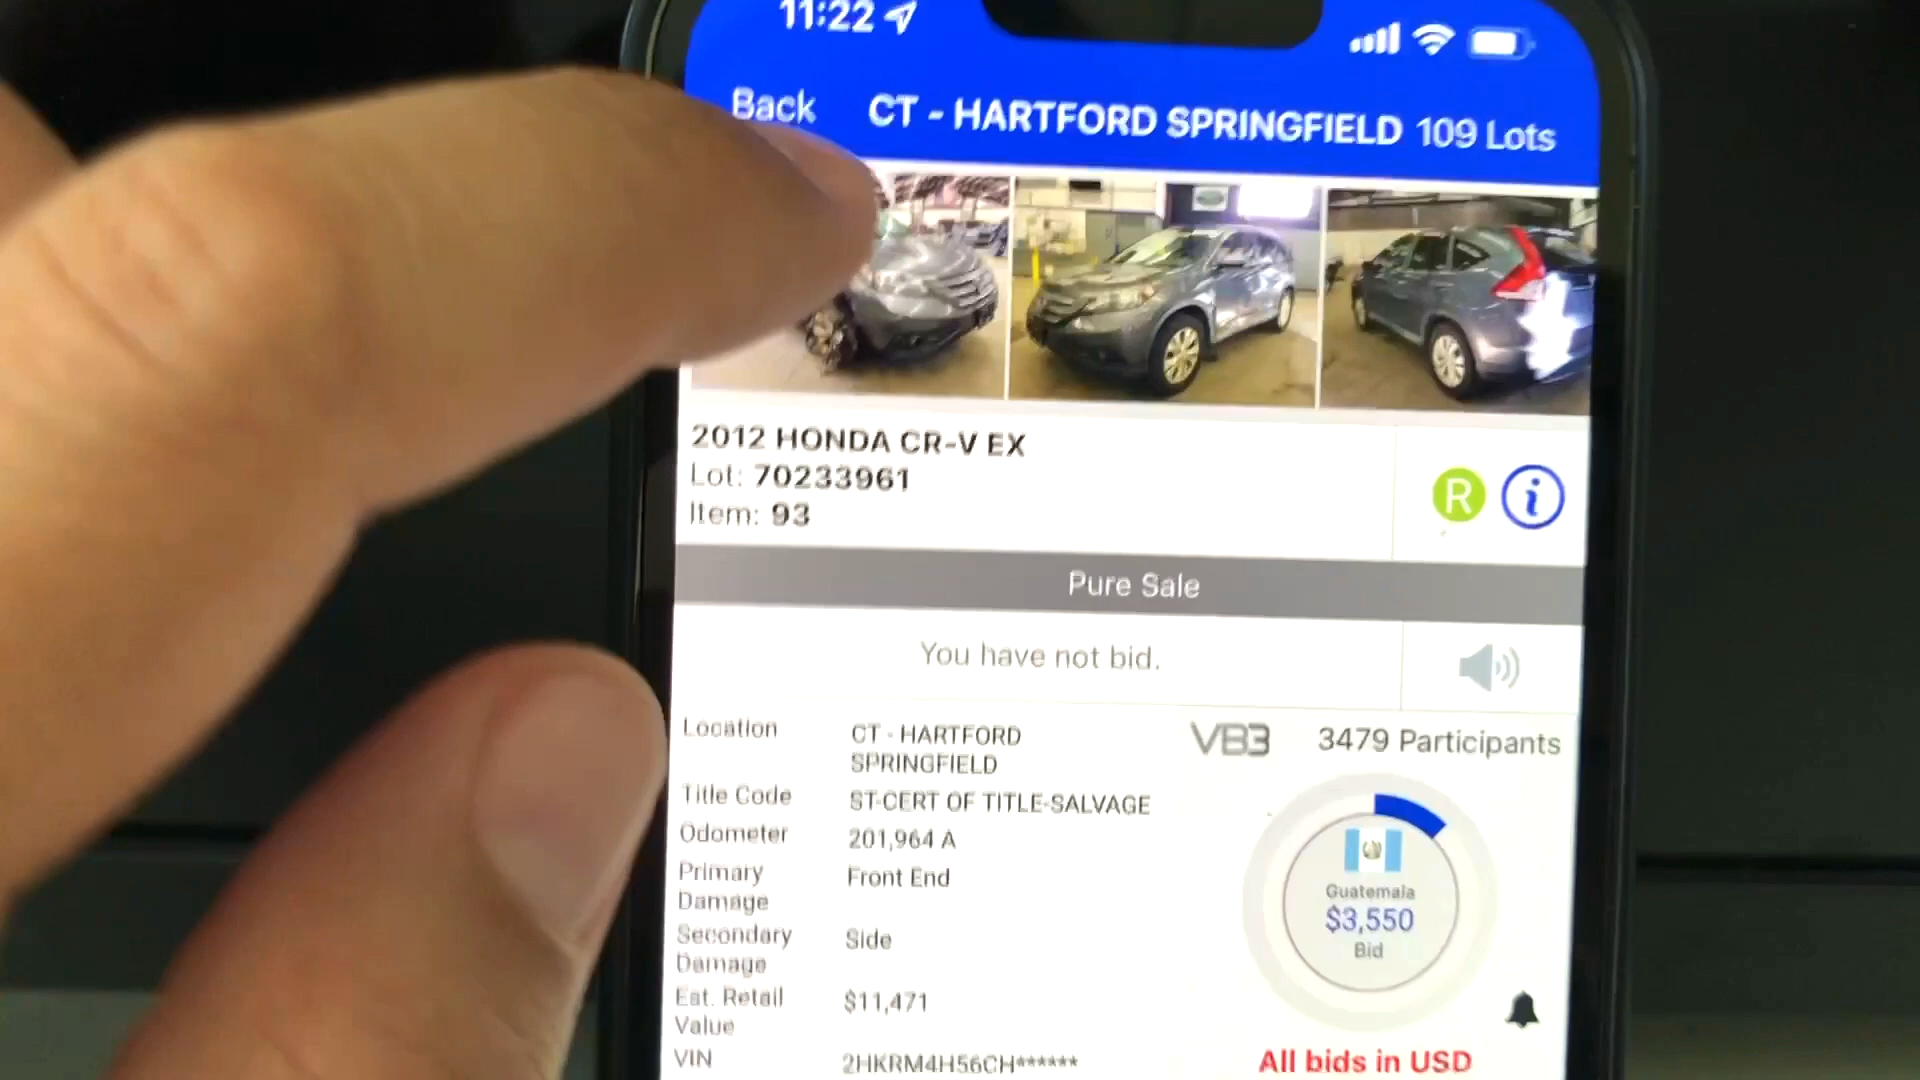 11:22
Back CT - HARTFORD SPRINGFIELD 109 Lots
2012 HONDA CR-V EX
Lot: 70233961
Item: 93
R i
Pure Sale
You have not bid.
Location CT - HARTFORD SPRINGFIELD
VB3 3479 Participants
Title Code ST-CERT OF TITLE-SALVAGE
Odometer 201,964 A
Primary Damage Front End
Secondary Damage Side
Est. Retail Value $11,471
VIN 2HKRM4H56CH******
Guatemala
$3,550
Bid
All bids in USD